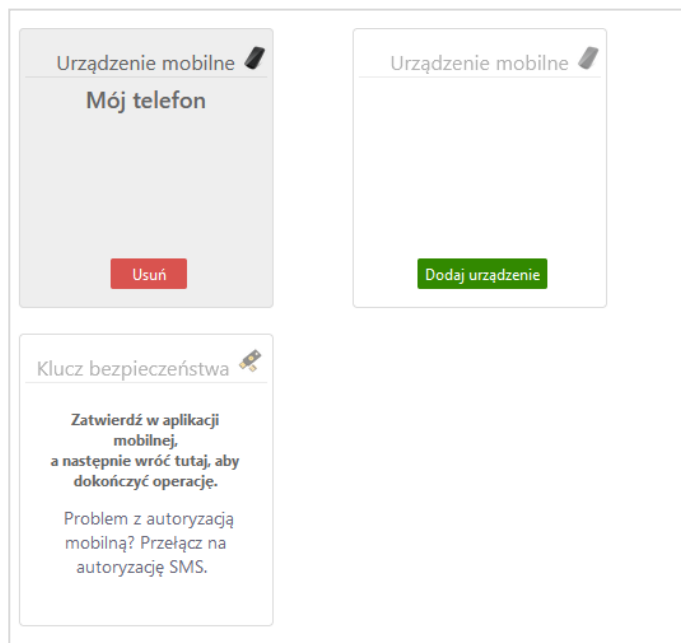 Urządzenie mobilne
Mój telefon
Usuń
Urządzenie mobilne
Dodaj urządzenie
Klucz bezpieczeństwa
Zatwierdź w aplikacji
mobilnej,
a następnie wróć tutaj, aby
dokończyć operację.
Problem z autoryzacją
mobilną? Przełącz na
autoryzację SMS.